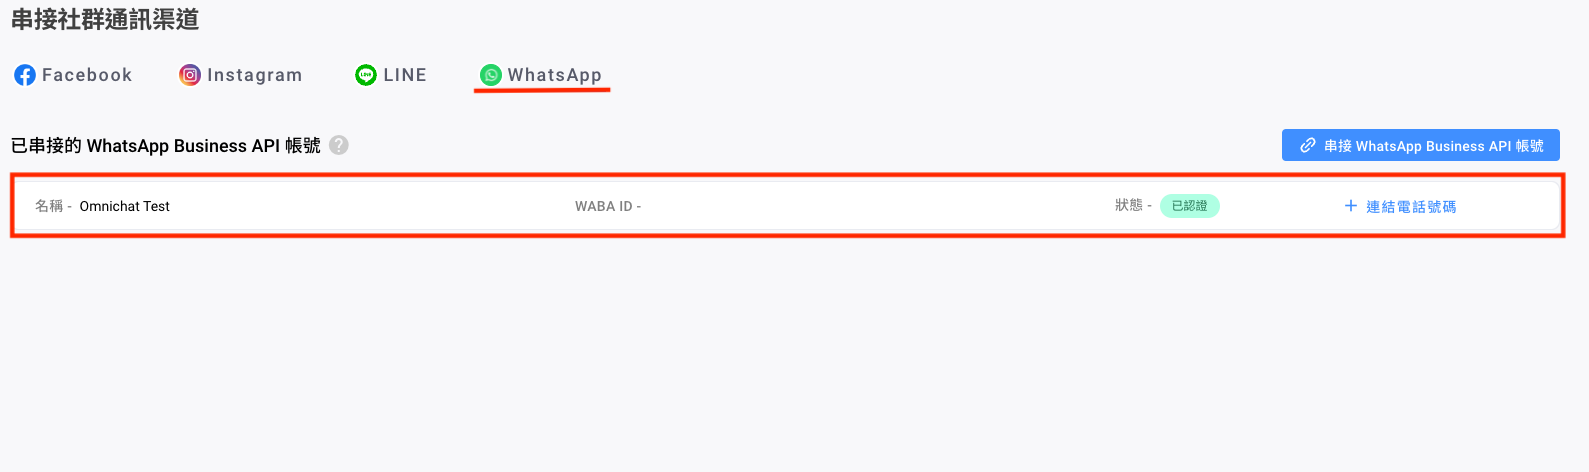 串接社群通訊渠道
Facebook Instagram LINE WhatsApp
已串接的 WhatsApp Business API 帳號 ? 串接 WhatsApp Business API 帳號
名稱 - Omnichat Test WABA ID - 狀態 - 已認證 + 連結電話號碼